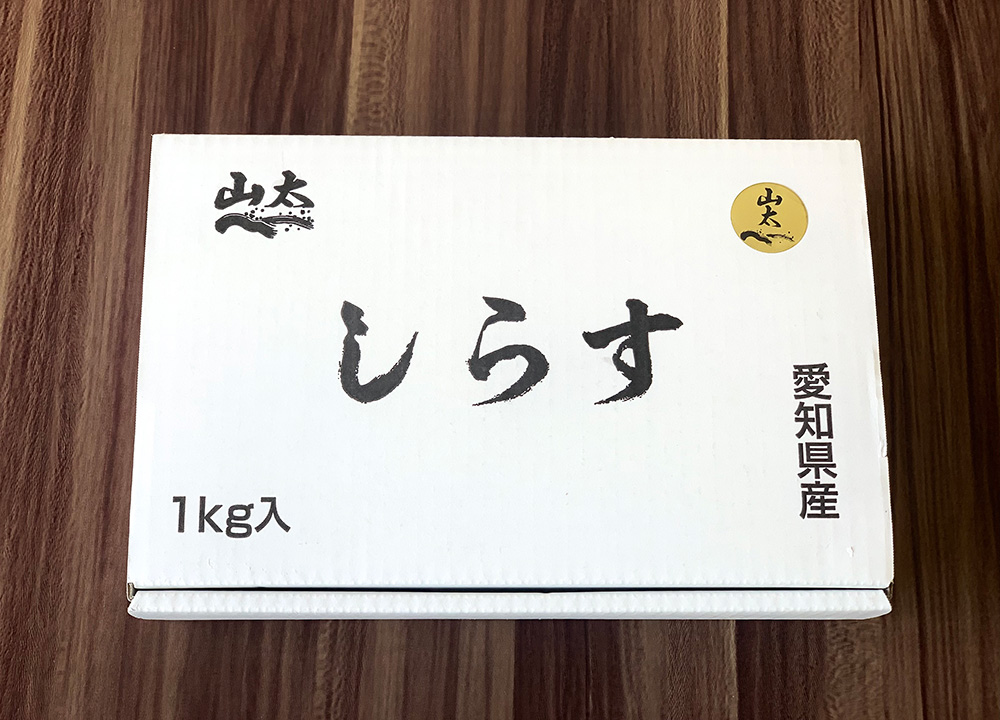 山太
山太
しらす
愛知県産
1kg入